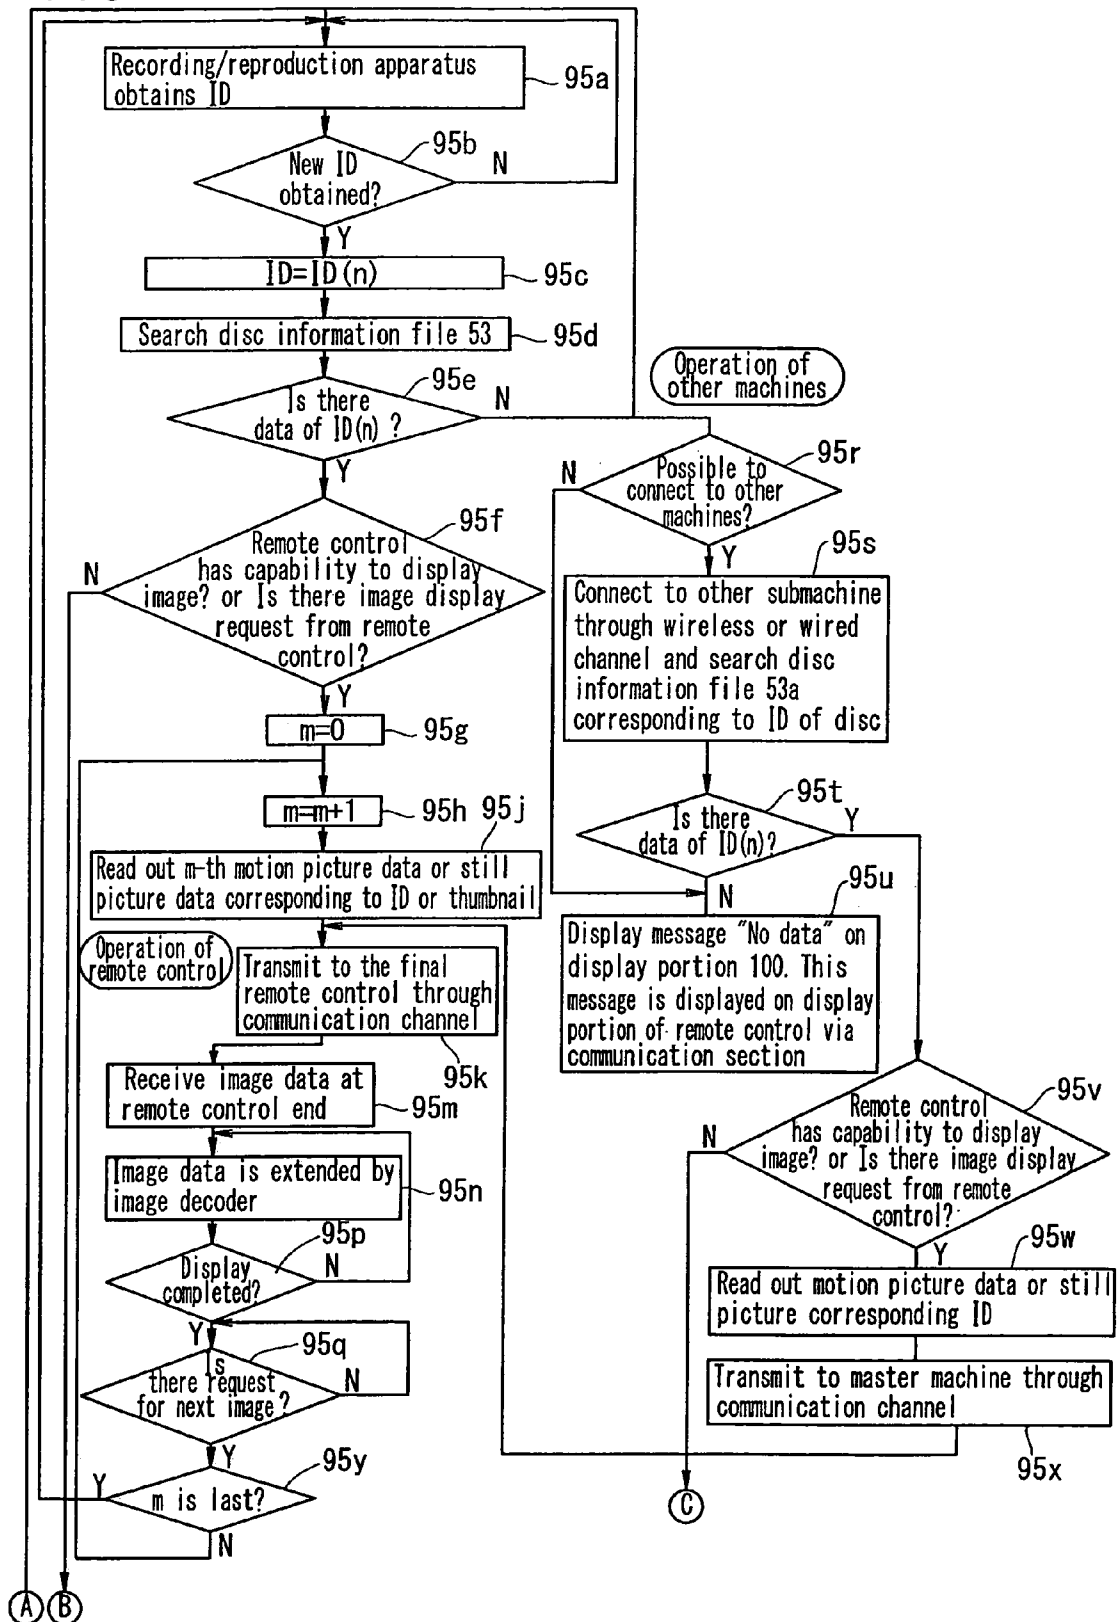 Recording/reproduction apparatus
obtains ID
95a
95b
New ID
obtained?
N
Y
ID=ID(n)
95c
Search disc information file 53
95d
95e
Is there
data of ID(n) ?
N
Y
95f
Remote control
has capability to display
image? or Is there image display
request from remote
control?
N
Y
m=0
95g
m=m+1
95h
95j
Read out m-th motion picture data or still
picture data corresponding to ID or thumbnail
Operation of
remote control
Transmit to the final
remote control through
communication channel
95k
Receive image data at
remote control end
95m
Image data is extended by
image decoder
95n
95p
Display
completed?
N
Y
95q
Is
there request
for next image?
N
Y
95y
m is last?
Y
N
A
B
Operation of
other machines
95r
Possible to
connect to other
machines?
N
Y
95s
Connect to other submachine
through wireless or wired
channel and search disc
information file 53a
corresponding to ID of disc
95t
Is there
data of ID(n)?
Y
N
95u
Display message "No data" on
display portion 100. This
message is displayed on display
portion of remote control via
communication section
95v
Remote control
has capability to display
image? or Is there image display
request from remote
control?
N
Y
95w
Read out motion picture data or still
picture corresponding ID
Transmit to master machine through
communication channel
95x
C